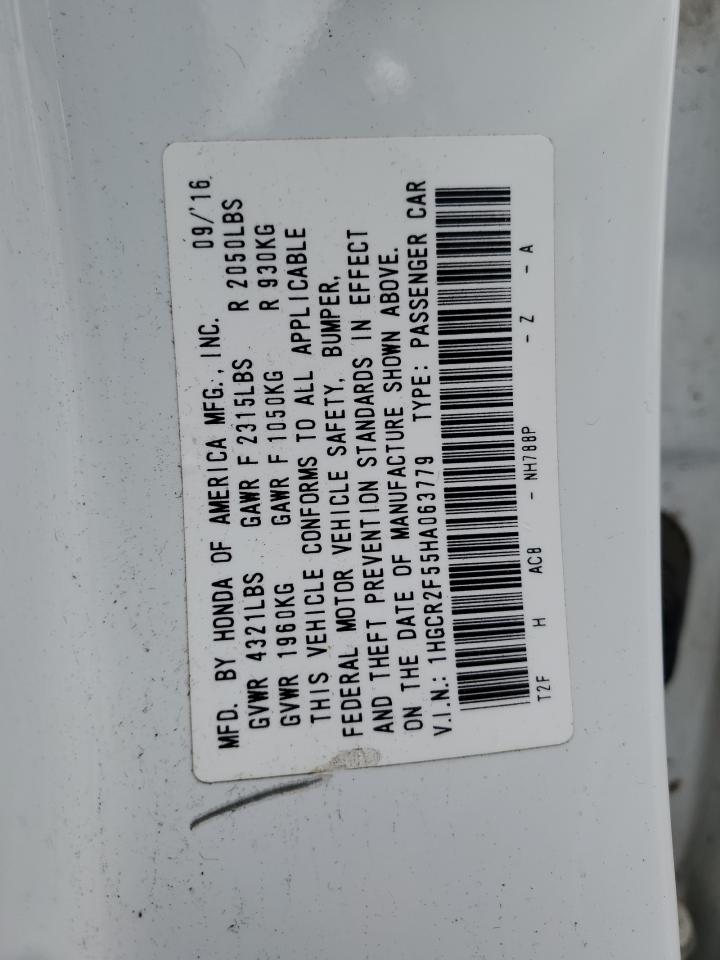 MFD. BY HONDA OF AMERICA MFG., INC. 09/'16
GVWR 4321LBS GAWR F 2315LBS R 2050LBS
GVWR 1960KG GAWR F 1050KG R 930KG
THIS VEHICLE CONFORMS TO ALL APPLICABLE
FEDERAL MOTOR VEHICLE SAFETY, BUMPER,
AND THEFT PREVENTION STANDARDS IN EFFECT
ON THE DATE OF MANUFACTURE SHOWN ABOVE.
V.I.N.: 1HGCR2F55HA063779 TYPE: PASSENGER CAR
T2F H AC8 - NH788P - Z - A